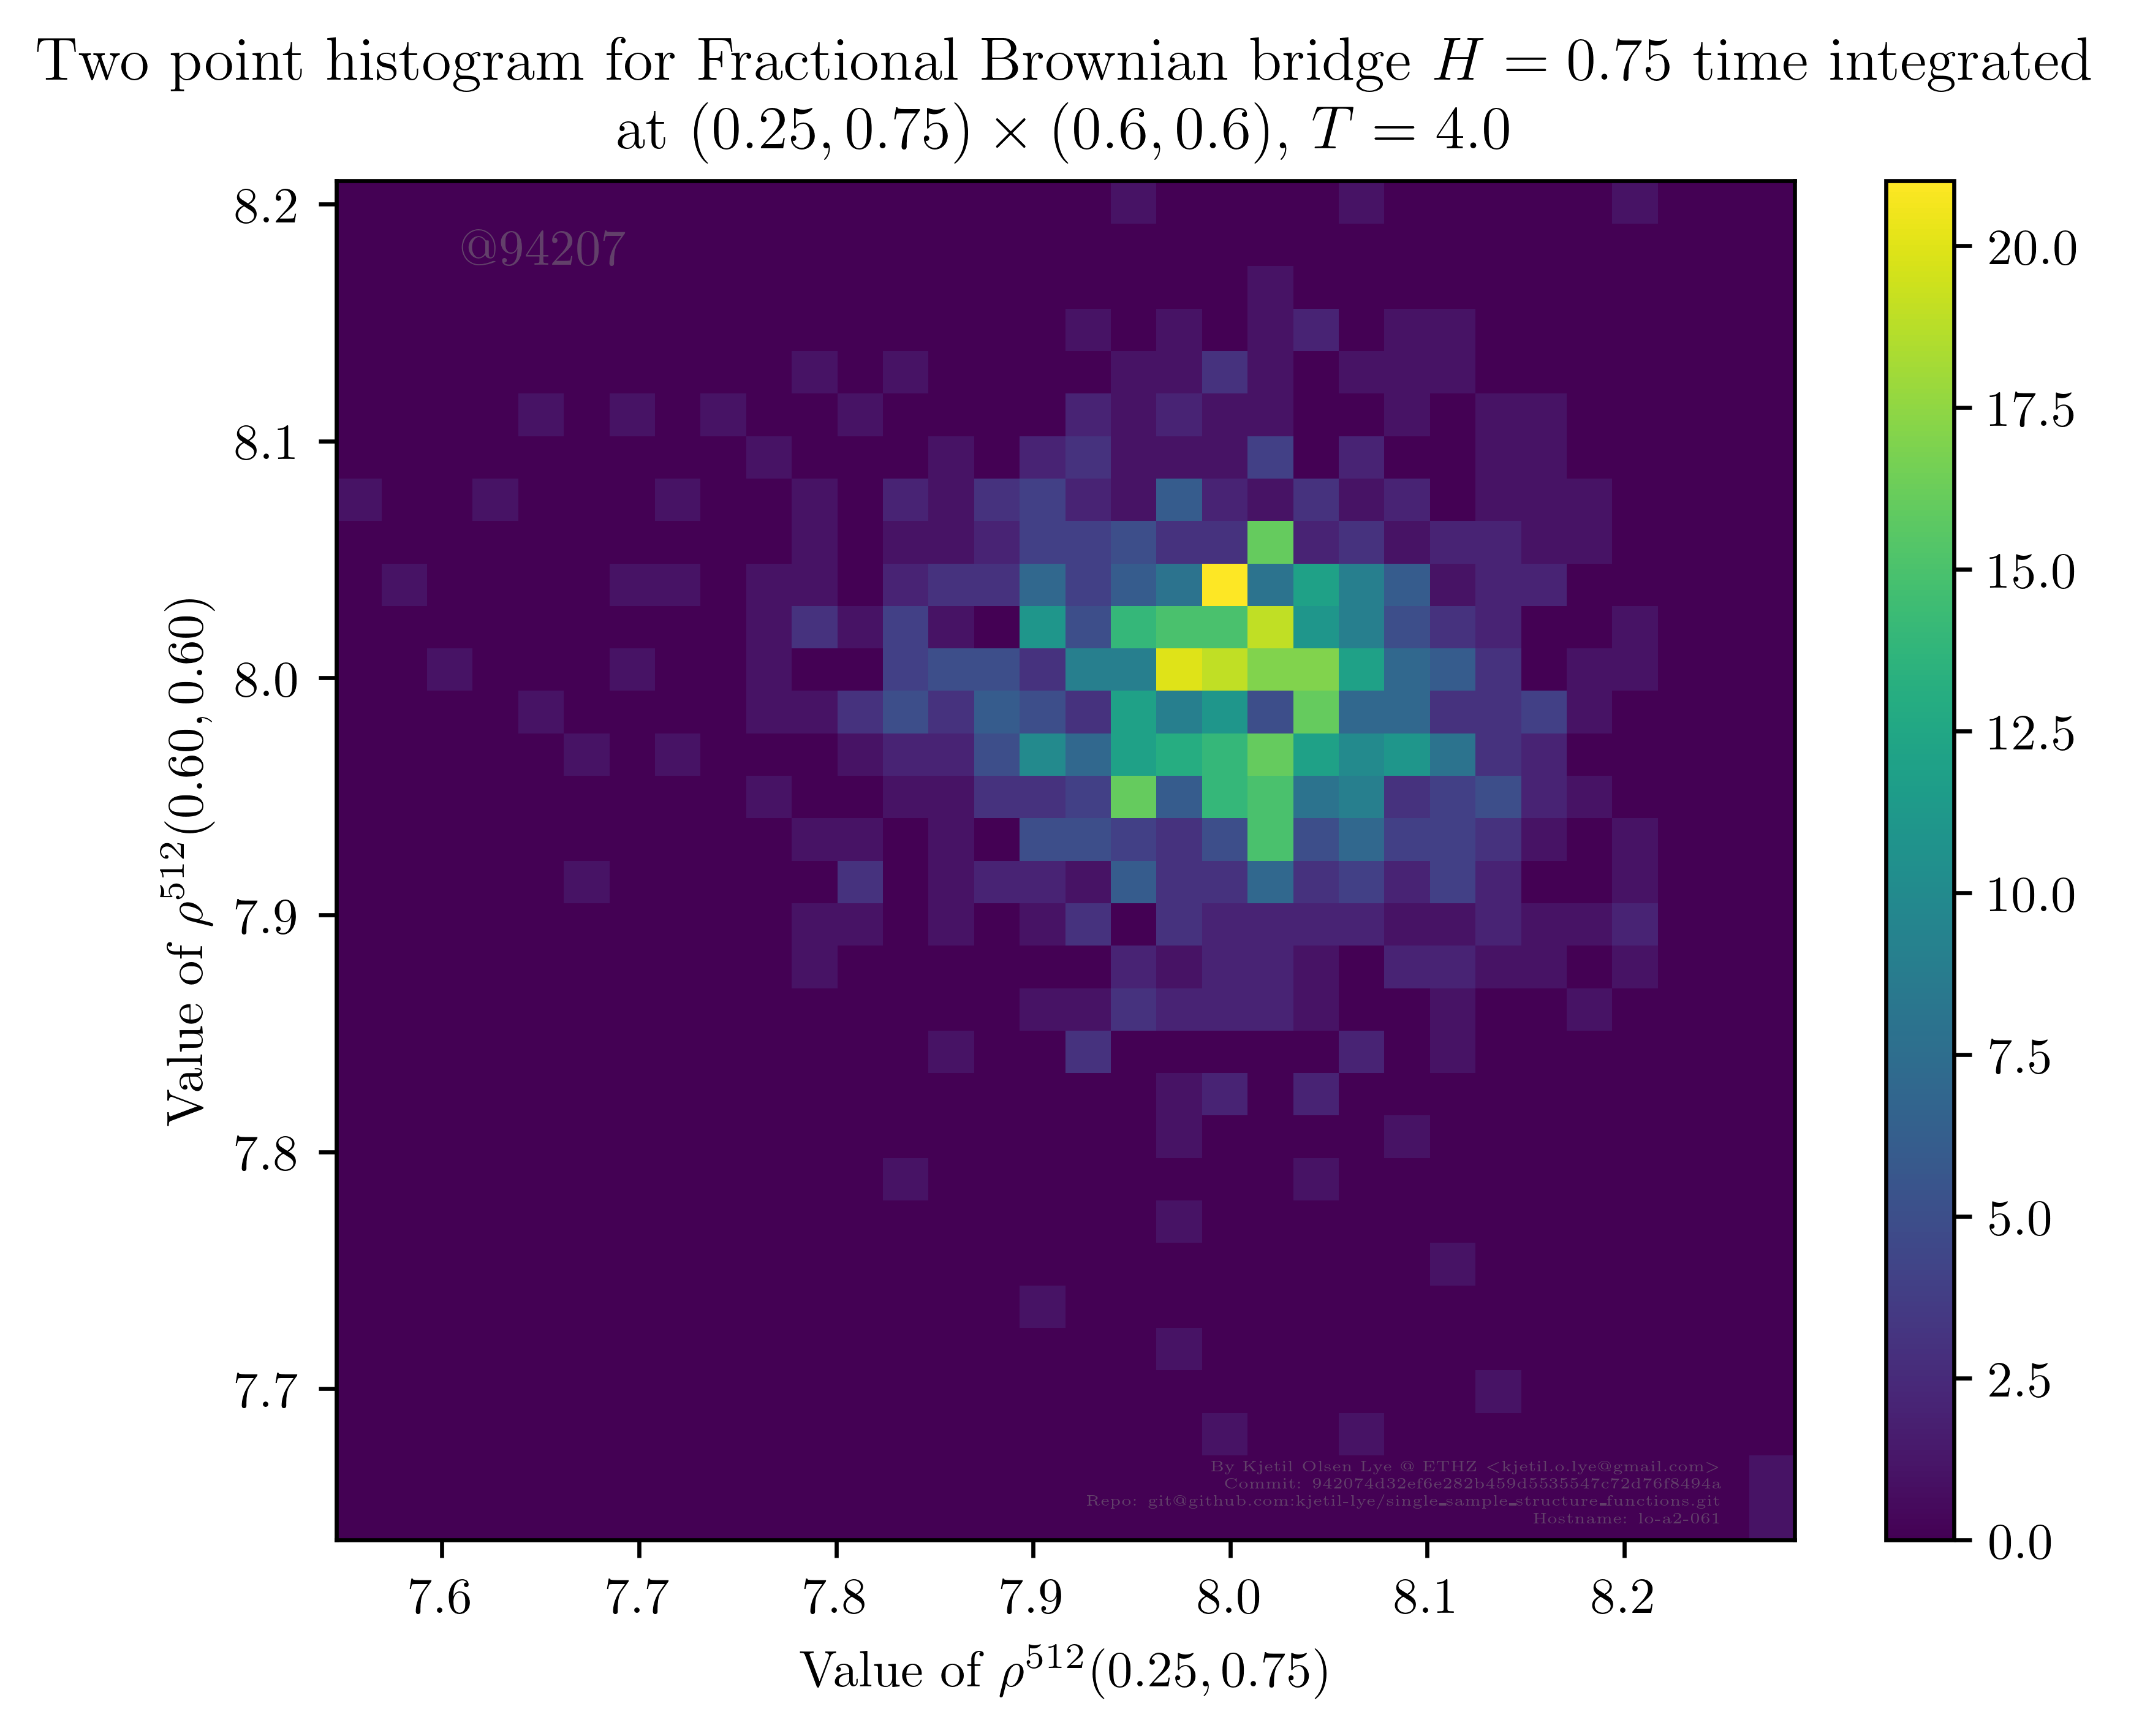 Two point histogram for Fractional Brownian bridge H = 0.75 time integrated
at (0.25, 0.75) × (0.6, 0.6), T = 4.0
@94207
8.2
8.1
8.0
7.9
7.8
7.7
Value of ρ^512(0.60, 0.60)
7.6 7.7 7.8 7.9 8.0 8.1 8.2
Value of ρ^512(0.25, 0.75)
20.0
17.5
15.0
12.5
10.0
7.5
5.0
2.5
0.0
By Kjetil Olsen Lye @ ETHZ <kjetil.o.lye@gmail.com>
Commit: 942074d32ef6e282b459d5535547c72d76f8494a
Repo: git@github.com:kjetil-lye/single_sample_structure_functions.git
Hostname: lo-a2-061